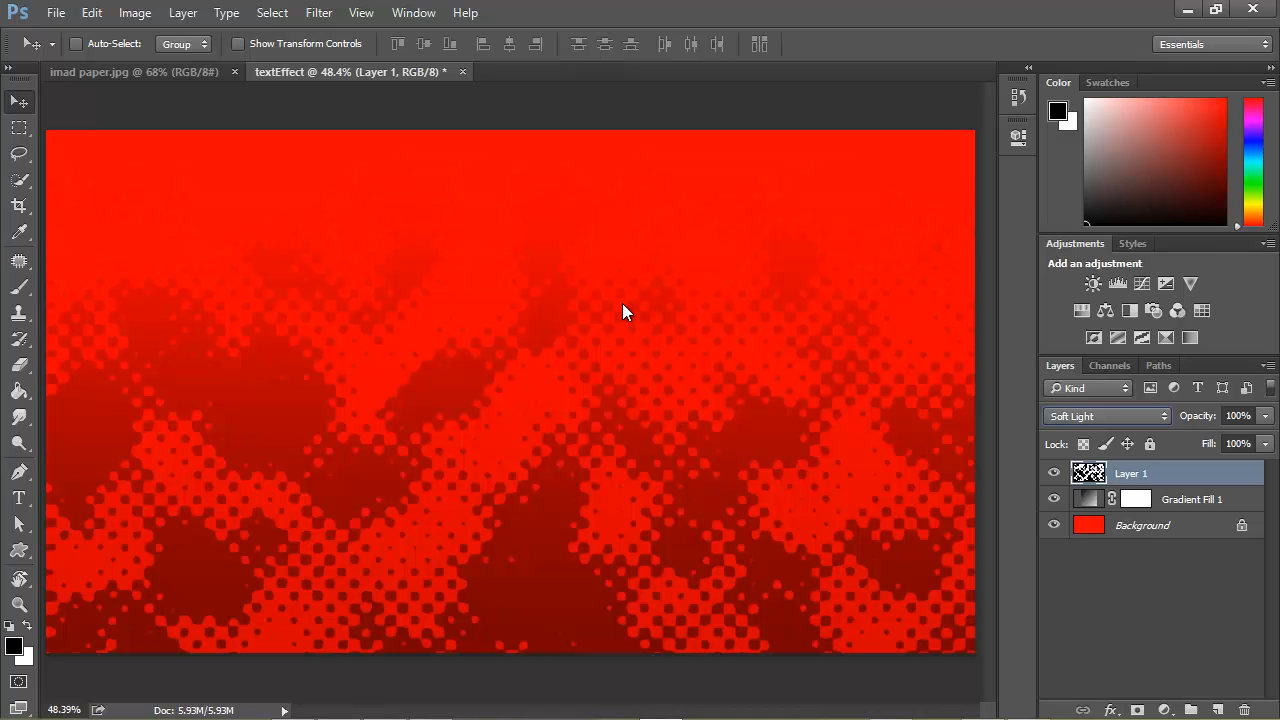 Ps File Edit Image Layer Type Select Filter View Window Help
Auto-Select: Group Show Transform Controls Essentials
imad paper.jpg @ 68% (RGB/8#) × textEffect @ 48.4% (Layer 1, RGB/8) * ×
Color Swatches
Adjustments Styles
Add an adjustment
Layers Channels Paths
Kind
Soft Light Opacity: 100%
Lock: Fill: 100%
Layer 1
Gradient Fill 1
Background
48.39% Doc: 5.93M/5.93M